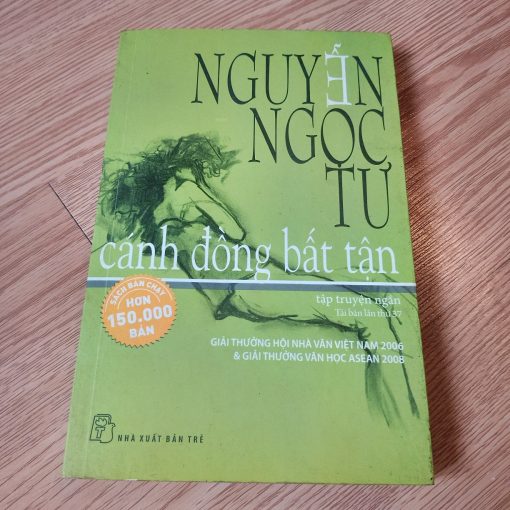 NGUYỄN
NGỌC
TƯ
cánh đồng bất tận
SÁCH BÁN CHẠY
HƠN
150.000
BẢN
tập truyện ngắn
Tái bản lần thứ 37
GIẢI THƯỞNG HỘI NHÀ VĂN VIỆT NAM 2006
& GIẢI THƯỞNG VĂN HỌC ASEAN 2008
NHÀ XUẤT BẢN TRẺ